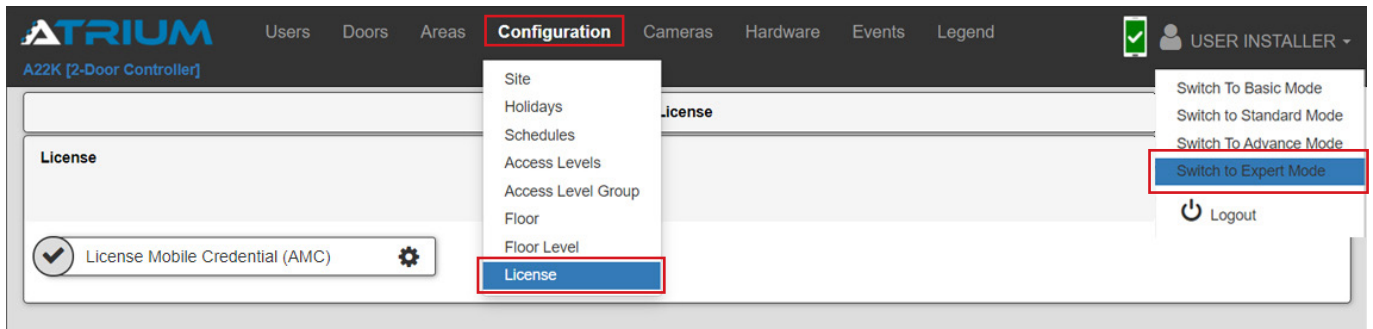 ATRIUM Users Doors Areas Configuration Cameras Hardware Events Legend USER INSTALLER
A22K [2-Door Controller]
Site
Holidays
Schedules
Access Levels
Access Level Group
Floor
Floor Level
License
Switch To Basic Mode
Switch to Standard Mode
Switch To Advance Mode
Switch to Expert Mode
Logout
License
License
License Mobile Credential (AMC)